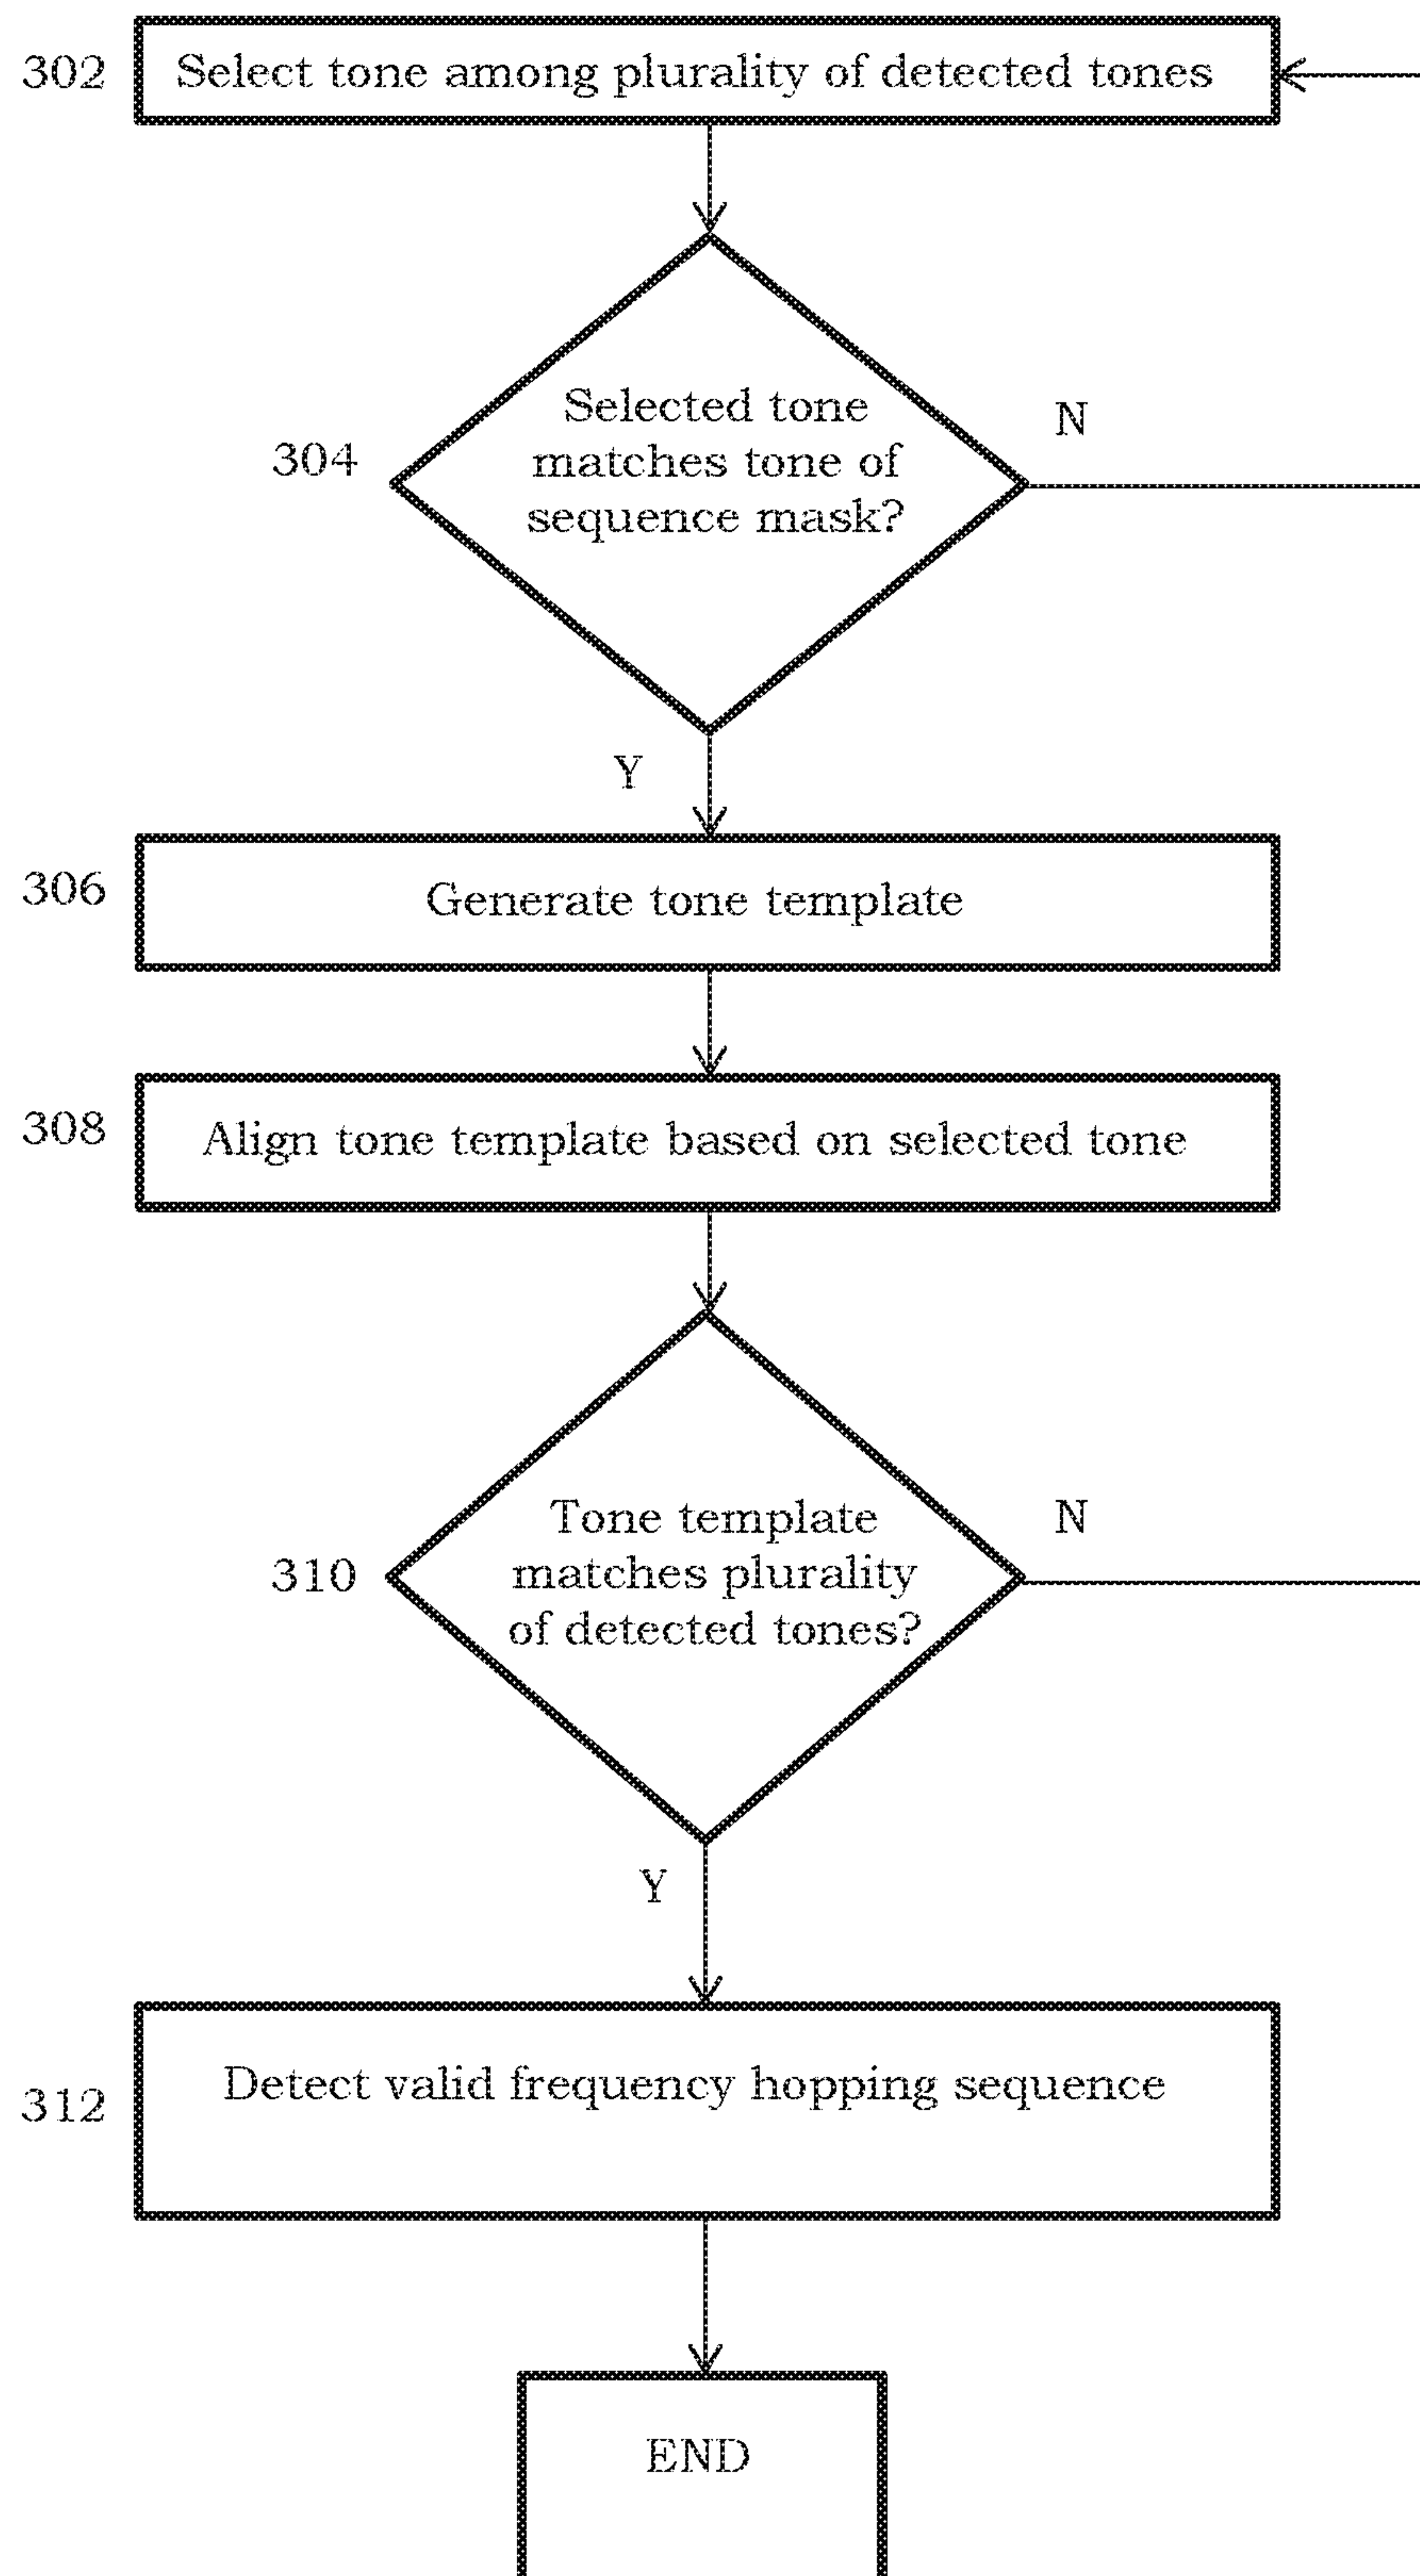 302
Select tone among plurality of detected tones
304
Selected tone
matches tone of
sequence mask?
N
Y
306
Generate tone template
308
Align tone template based on selected tone
310
Tone template
matches plurality
of detected tones?
N
Y
312
Detect valid frequency hopping sequence
END